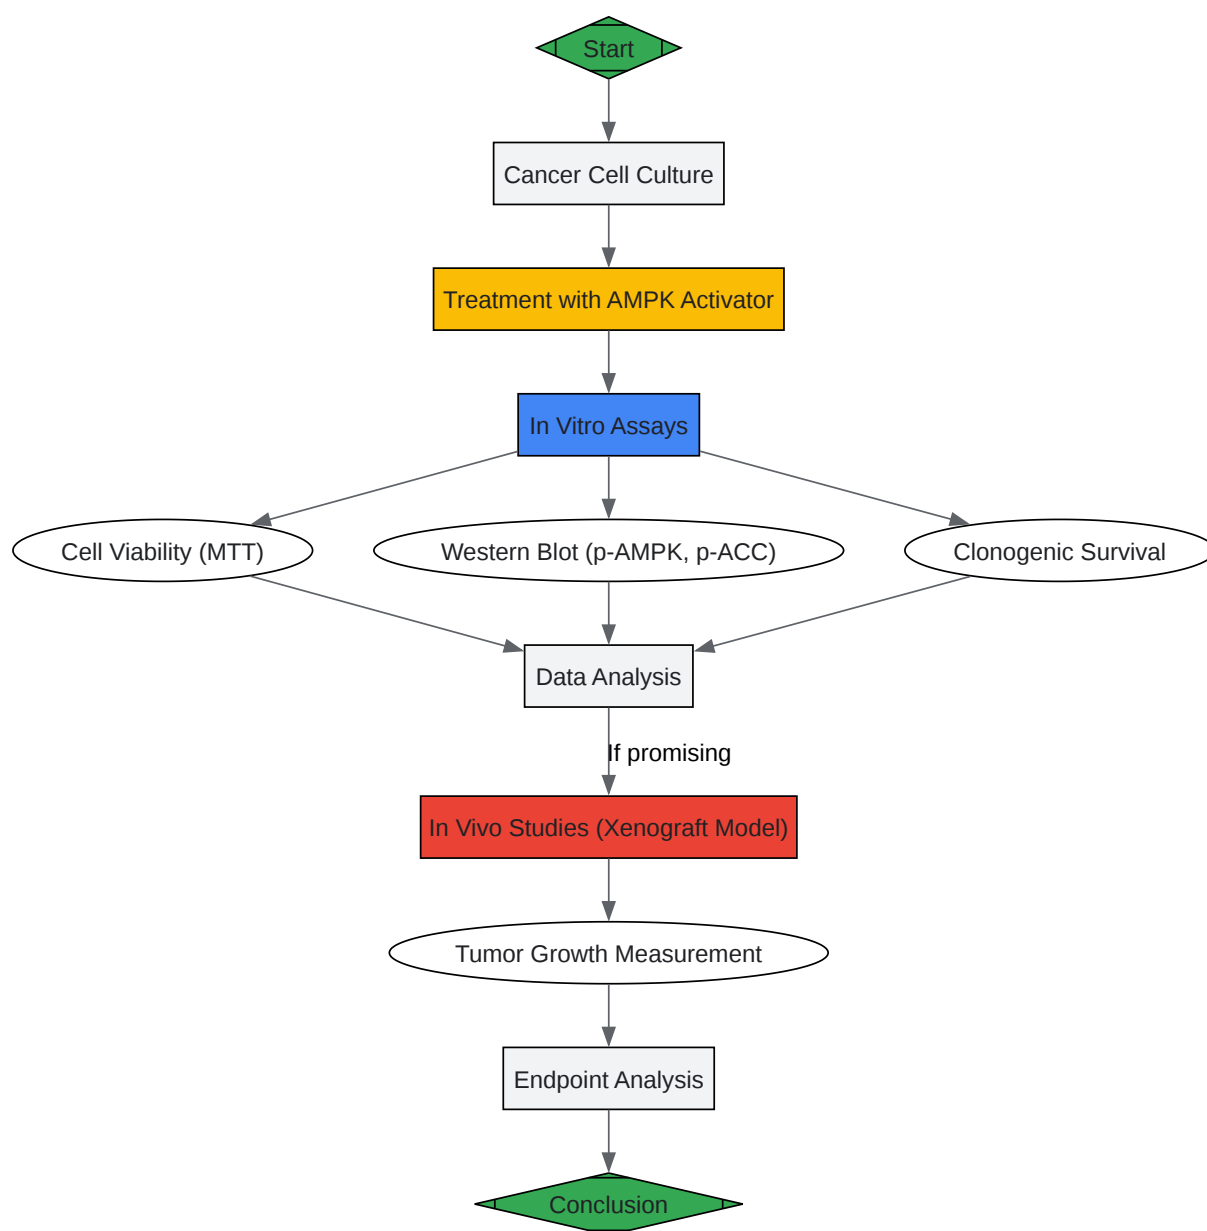 Start
Cancer Cell Culture
Treatment with AMPK Activator
In Vitro Assays
Cell Viability (MTT)
Western Blot (p-AMPK, p-ACC)
Clonogenic Survival
Data Analysis
If promising
In Vivo Studies (Xenograft Model)
Tumor Growth Measurement
Endpoint Analysis
Conclusion